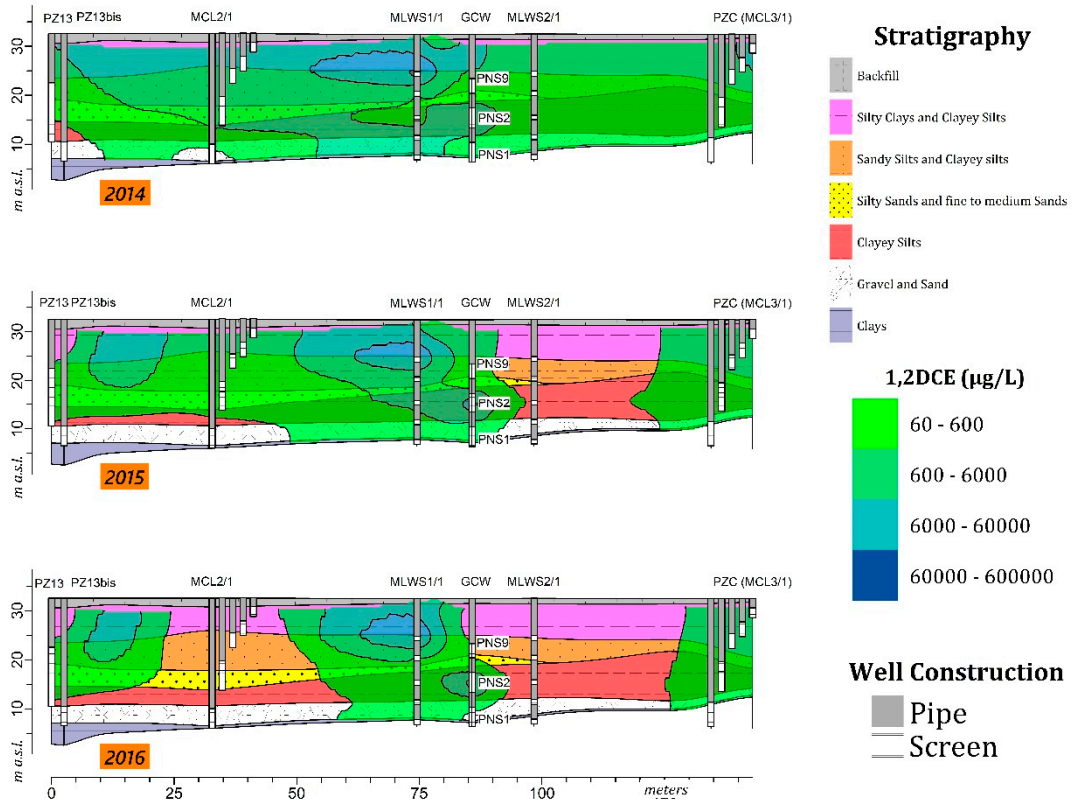 PZ13 PZ13bis MCL2/1 MLWS1/1 GCW MLWS2/1 PZC (MCL3/1)
30
20
10
m a.s.l.
PNS9
PNS2
PNS1
2014
PZ13 PZ13bis MCL2/1 MLWS1/1 GCW MLWS2/1 PZC (MCL3/1)
30
20
10
m a.s.l.
PNS9
PNS2
PNS1
2015
PZ13 PZ13bis MCL2/1 MLWS1/1 GCW MLWS2/1 PZC (MCL3/1)
30
20
10
m a.s.l.
PNS9
PNS2
PNS1
2016
0 25 50 75 100 meters
Stratigraphy
Backfill
Silty Clays and Clayey Silts
Sandy Silts and Clayey silts
Silty Sands and fine to medium Sands
Clayey Silts
Gravel and Sand
Clays
1,2DCE (µg/L)
60 - 600
600 - 6000
6000 - 60000
60000 - 600000
Well Construction
Pipe
Screen